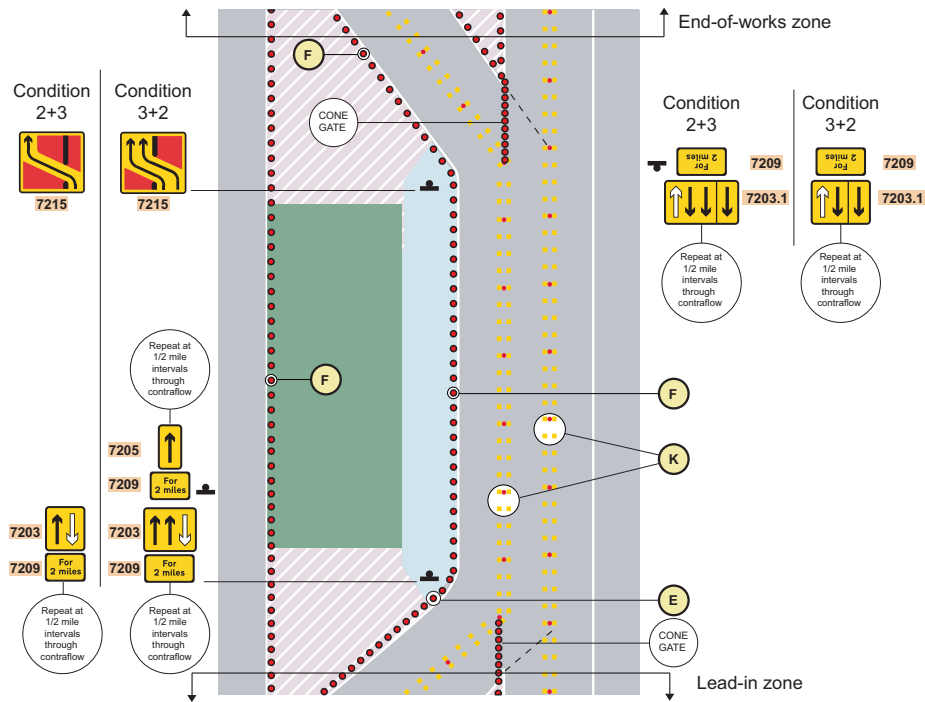 End-of-works zone
F
Condition
2+3
Condition
3+2
CONE
GATE
7215
7215
Condition
2+3
Condition
3+2
For
2 miles
7209
For
2 miles
7209
7203.1
7203.1
Repeat at
1/2 mile
intervals
through
contraflow
Repeat at
1/2 mile
intervals
through
contraflow
Repeat at
1/2 mile
intervals
through
contraflow
F
F
7205
7209
For
2 miles
K
7203
7203
7209
For
2 miles
7209
For
2 miles
Repeat at
1/2 mile
intervals
through
contraflow
Repeat at
1/2 mile
intervals
through
contraflow
E
CONE
GATE
Lead-in zone